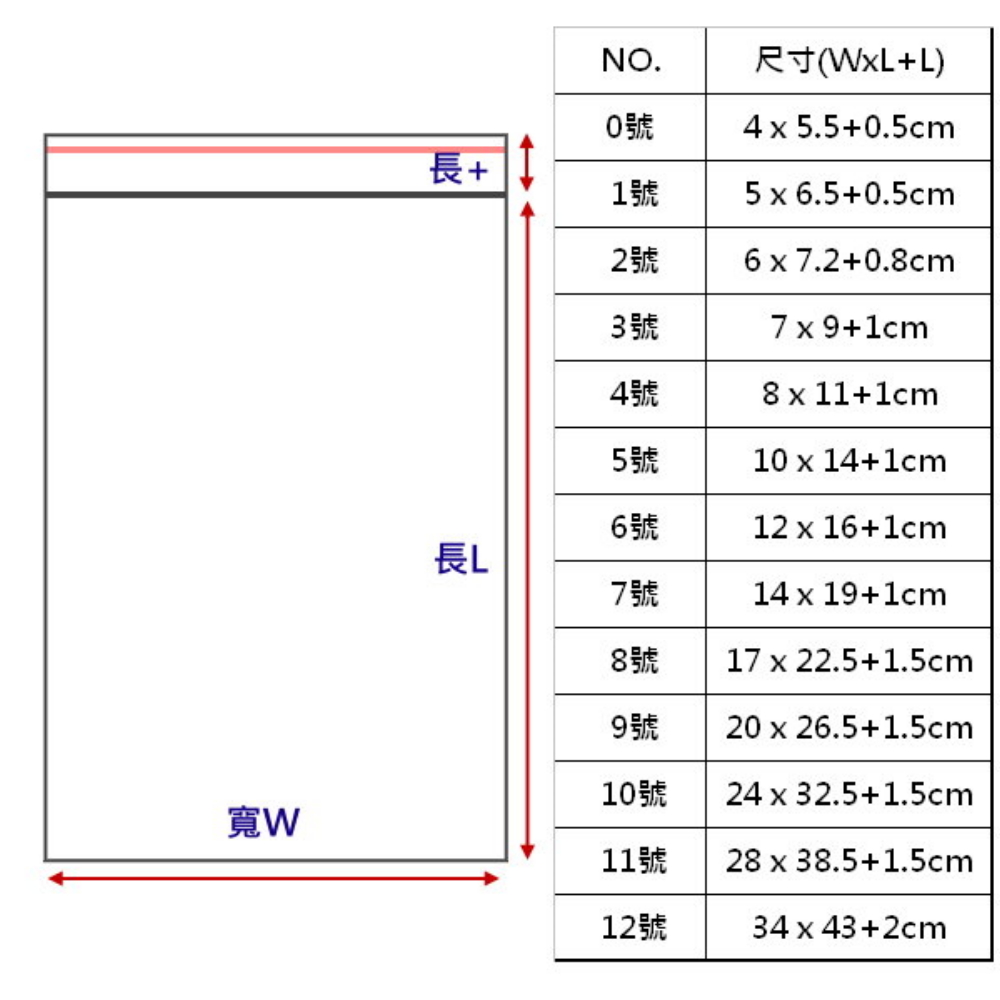 長+
長L
寬W
NO. 尺寸(WxL+L)
0號 4 x 5.5+0.5cm
1號 5 x 6.5+0.5cm
2號 6 x 7.2+0.8cm
3號 7 x 9+1cm
4號 8 x 11+1cm
5號 10 x 14+1cm
6號 12 x 16+1cm
7號 14 x 19+1cm
8號 17 x 22.5+1.5cm
9號 20 x 26.5+1.5cm
10號 24 x 32.5+1.5cm
11號 28 x 38.5+1.5cm
12號 34 x 43+2cm